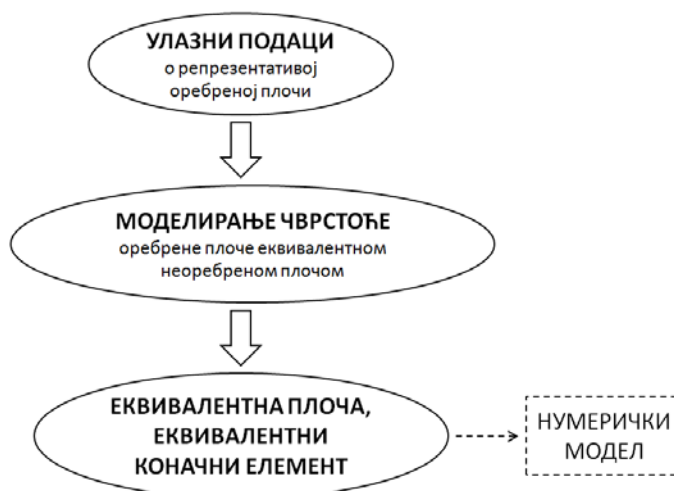 УЛАЗНИ ПОДАЦИ
о репрезентативој
оребреној плочи
МОДЕЛИРАЊЕ ЧВРСТОЋЕ
оребрене плоче еквивалентном
неоребреном плочом
ЕКВИВАЛЕНТНА ПЛОЧА,
ЕКВИВАЛЕНТНИ
КОНАЧНИ ЕЛЕМЕНТ
НУМЕРИЧКИ
МОДЕЛ